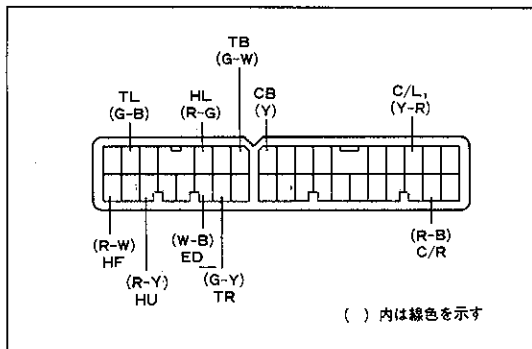 TB
(G-W)
TL
(G-B)
HL
(R-G)
CB
(Y)
C/L,
(Y-R)
(R-W)
HF
(R-Y)
HU
(W-B)
ED
(G-Y)
TR
(R-B)
C/R
( ) 内は線色を示す